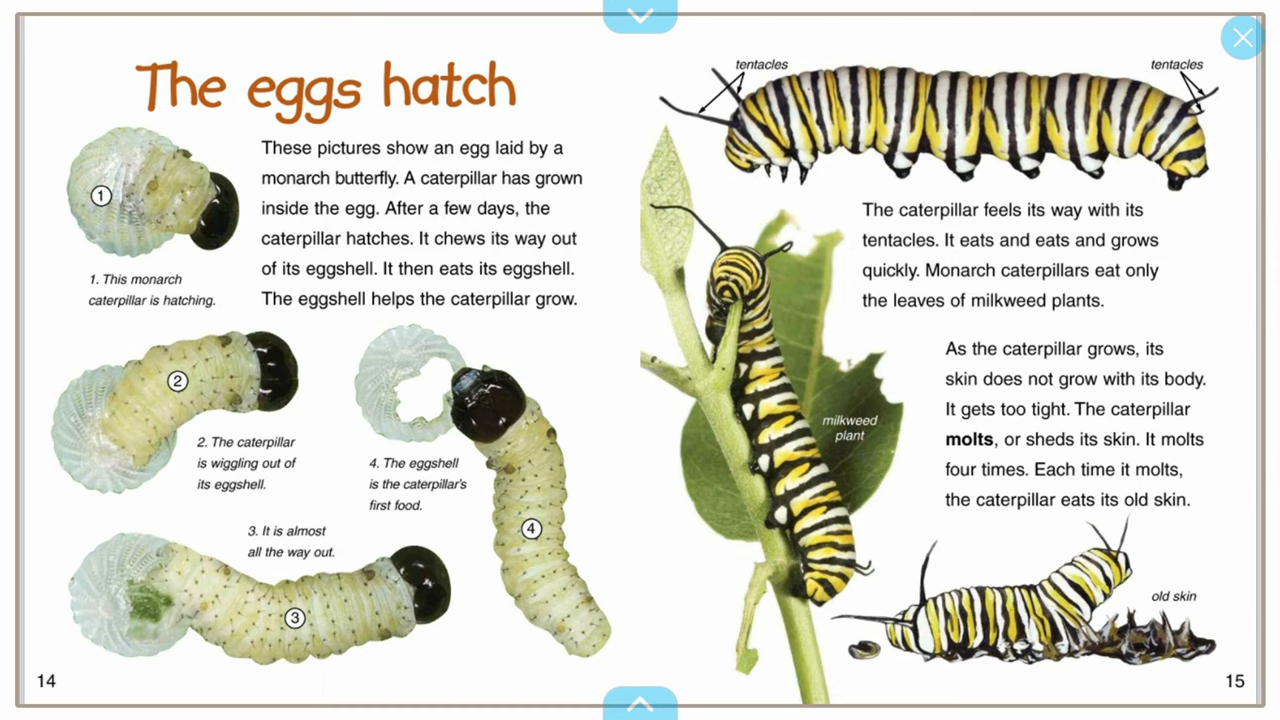 The eggs hatch
These pictures show an egg laid by a
monarch butterfly. A caterpillar has grown
inside the egg. After a few days, the
caterpillar hatches. It chews its way out
of its eggshell. It then eats its eggshell.
The eggshell helps the caterpillar grow.
1
1. This monarch
caterpillar is hatching.
2
2. The caterpillar
is wiggling out of
its eggshell.
3. It is almost
all the way out.
3
4. The eggshell
is the caterpillar's
first food.
4
14
tentacles
tentacles
The caterpillar feels its way with its
tentacles. It eats and eats and grows
quickly. Monarch caterpillars eat only
the leaves of milkweed plants.
milkweed
plant
As the caterpillar grows, its
skin does not grow with its body.
It gets too tight. The caterpillar
molts, or sheds its skin. It molts
four times. Each time it molts,
the caterpillar eats its old skin.
old skin
15